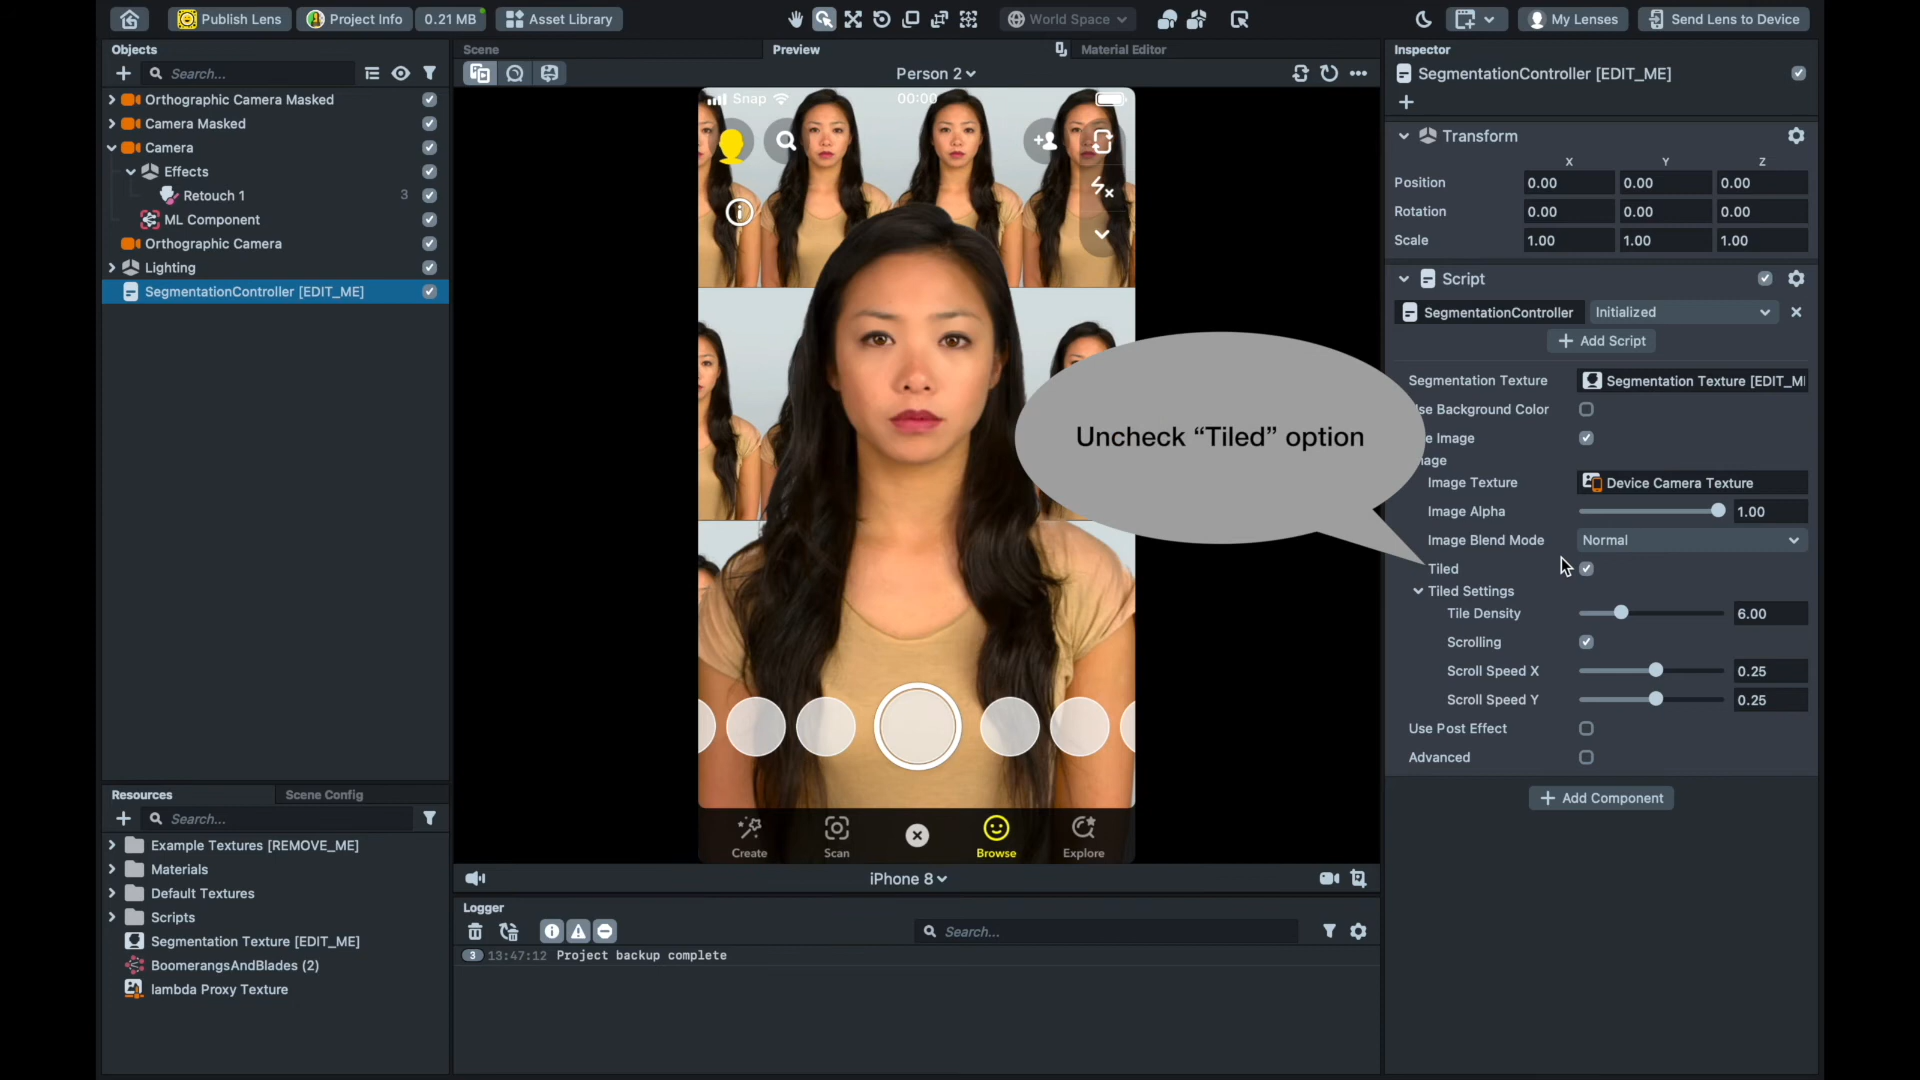 Publish Lens
Project Info
0.21 MB
Asset Library
World Space
My Lenses
Send Lens to Device
Objects
Search...
Orthographic Camera Masked
Camera Masked
Camera
Effects
Retouch 1
3
ML Component
Orthographic Camera
Lighting
SegmentationController [EDIT_ME]
Resources
Scene Config
Search...
Example Textures [REMOVE_ME]
Materials
Default Textures
Scripts
Segmentation Texture [EDIT_ME]
BoomerangsAndBlades (2)
lambda Proxy Texture
Scene
Preview
Material Editor
Person 2
Snap
00:00
Create
Scan
Browse
Explore
iPhone 8
Logger
Search...
3 13:47:12 Project backup complete
Uncheck “Tiled” option
Inspector
SegmentationController [EDIT_ME]
Transform
X Y Z
Position 0.00 0.00 0.00
Rotation 0.00 0.00 0.00
Scale 1.00 1.00 1.00
Script
SegmentationController Initialized
Add Script
Segmentation Texture Segmentation Texture [EDIT_M
se Background Color
e Image
age
Image Texture Device Camera Texture
Image Alpha 1.00
Image Blend Mode Normal
Tiled
Tiled Settings
Tile Density 6.00
Scrolling
Scroll Speed X 0.25
Scroll Speed Y 0.25
Use Post Effect
Advanced
Add Component